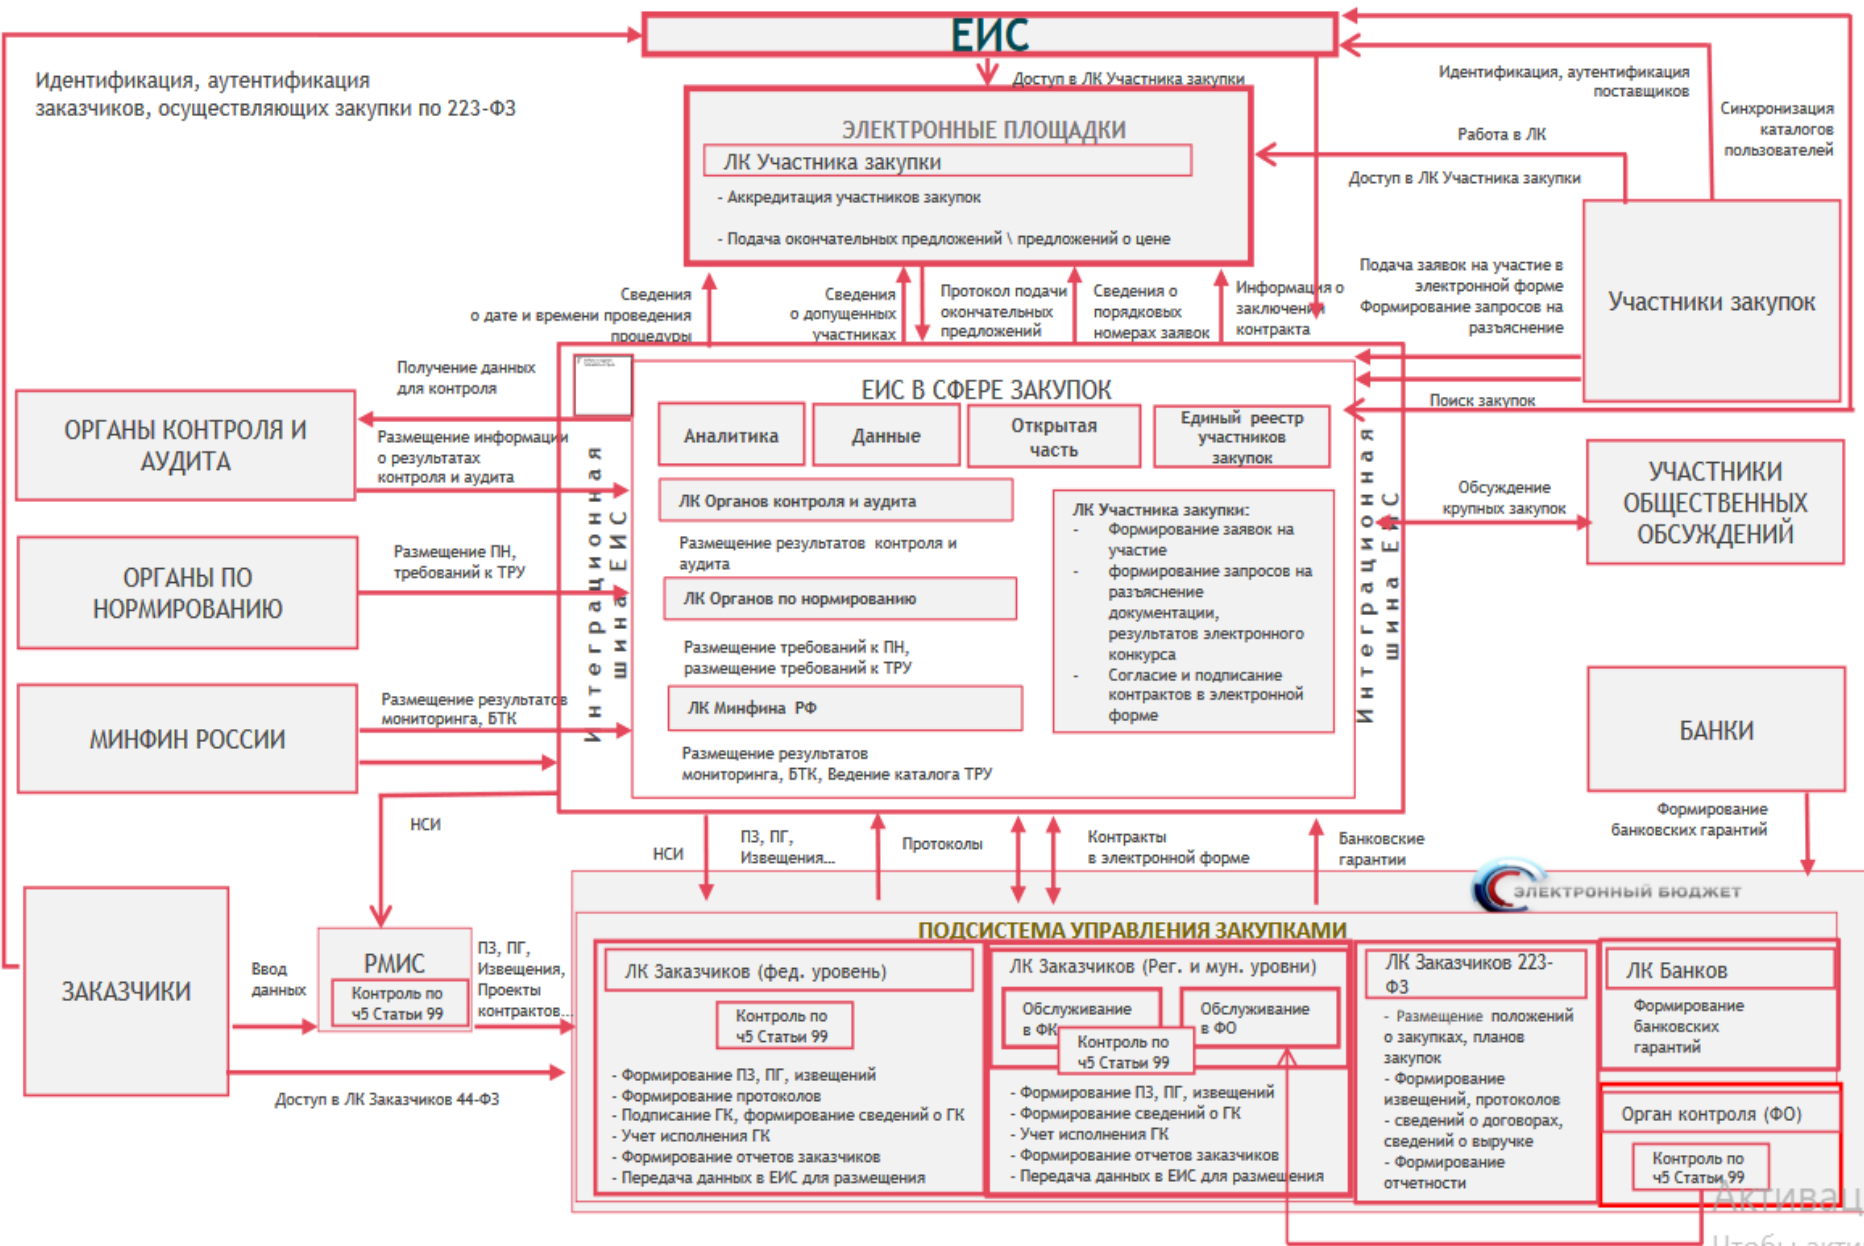 ЕИС
Идентификация, аутентификация
заказчиков, осуществляющих закупки по 223-ФЗ
Доступ в ЛК Участника закупки
Идентификация, аутентификация
поставщиков
Синхронизация
каталогов
пользователей
Работа в ЛК
Доступ в ЛК Участника закупки
ЭЛЕКТРОННЫЕ ПЛОЩАДКИ
ЛК Участника закупки
- Аккредитация участников закупок
- Подача окончательных предложений \ предложений о цене
Участники закупок
Подача заявок на участие в
электронной форме
Формирование запросов на
разъяснение
Поиск закупок
Сведения
о дате и времени проведения
процедуры
Сведения
о допущенных
участниках
Протокол подачи
окончательных
предложений
Сведения о
порядковых
номерах заявок
Информация о
заключении
контракта
Получение данных
для контроля
ОРГАНЫ КОНТРОЛЯ И
АУДИТА
Размещение информации
о результатах
контроля и аудита
ОРГАНЫ ПО
НОРМИРОВАНИЮ
Размещение ПН,
требований к ТРУ
МИНФИН РОССИИ
Размещение результатов
мониторинга, БТК
Интеграционная
шина ЕИС
ЕИС В СФЕРЕ ЗАКУПОК
Аналитика
Данные
Открытая
часть
Единый реестр
участников
закупок
ЛК Органов контроля и аудита
Размещение результатов контроля и
аудита
ЛК Органов по нормированию
Размещение требований к ПН,
размещение требований к ТРУ
ЛК Минфина РФ
Размещение результатов
мониторинга, БТК, Ведение каталога ТРУ
ЛК Участника закупки:
- Формирование заявок на
участие
- формирование запросов на
разъяснение
документации,
результатов электронного
конкурса
- Согласие и подписание
контрактов в электронной
форме
Интеграционная
шина ЕИС
Обсуждение
крупных закупок
УЧАСТНИКИ
ОБЩЕСТВЕННЫХ
ОБСУЖДЕНИЙ
БАНКИ
Формирование
банковских гарантий
НСИ
НСИ
ПЗ, ПГ,
Извещения...
Протоколы
Контракты
в электронной форме
Банковские
гарантии
ЗАКАЗЧИКИ
Ввод
данных
РМИС
Контроль по
ч5 Статьи 99
ПЗ, ПГ,
Извещения,
Проекты
контрактов...
Доступ в ЛК Заказчиков 44-ФЗ
ЭЛЕКТРОННЫЙ БЮДЖЕТ
ПОДСИСТЕМА УПРАВЛЕНИЯ ЗАКУПКАМИ
ЛК Заказчиков (фед. уровень)
Контроль по
ч5 Статьи 99
- Формирование ПЗ, ПГ, извещений
- Формирование протоколов
- Подписание ГК, формирование сведений о ГК
- Учет исполнения ГК
- Формирование отчетов заказчиков
- Передача данных в ЕИС для размещения
ЛК Заказчиков (Рег. и мун. уровни)
Обслуживание
в ФК
Обслуживание
в ФО
Контроль по
ч5 Статьи 99
- Формирование ПЗ, ПГ, извещений
- Формирование сведений о ГК
- Учет исполнения ГК
- Формирование отчетов заказчиков
- Передача данных в ЕИС для размещения
ЛК Заказчиков 223-
ФЗ
- Размещение положений
о закупках, планов
закупок
- Формирование
извещений, протоколов
- сведений о договорах,
сведений о выручке
- Формирование
отчетности
ЛК Банков
Формирование
банковских
гарантий
Орган контроля (ФО)
Контроль по
ч5 Статьи 99
Активац
Чтобы акти